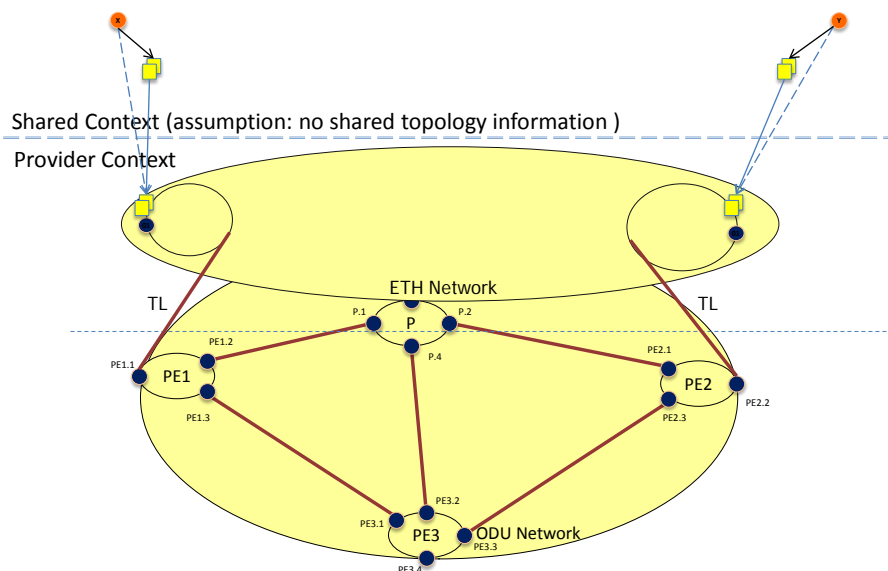 X
Y
Shared Context (assumption: no shared topology information )
Provider Context
ETH Network
TL
TL
P.1
P.2
P
P.4
PE1.2
PE2.1
PE1.1
PE1
PE2
PE2.2
PE1.3
PE2.3
PE3.2
PE3.1
PE3
ODU Network
PE3.3
PE3.4